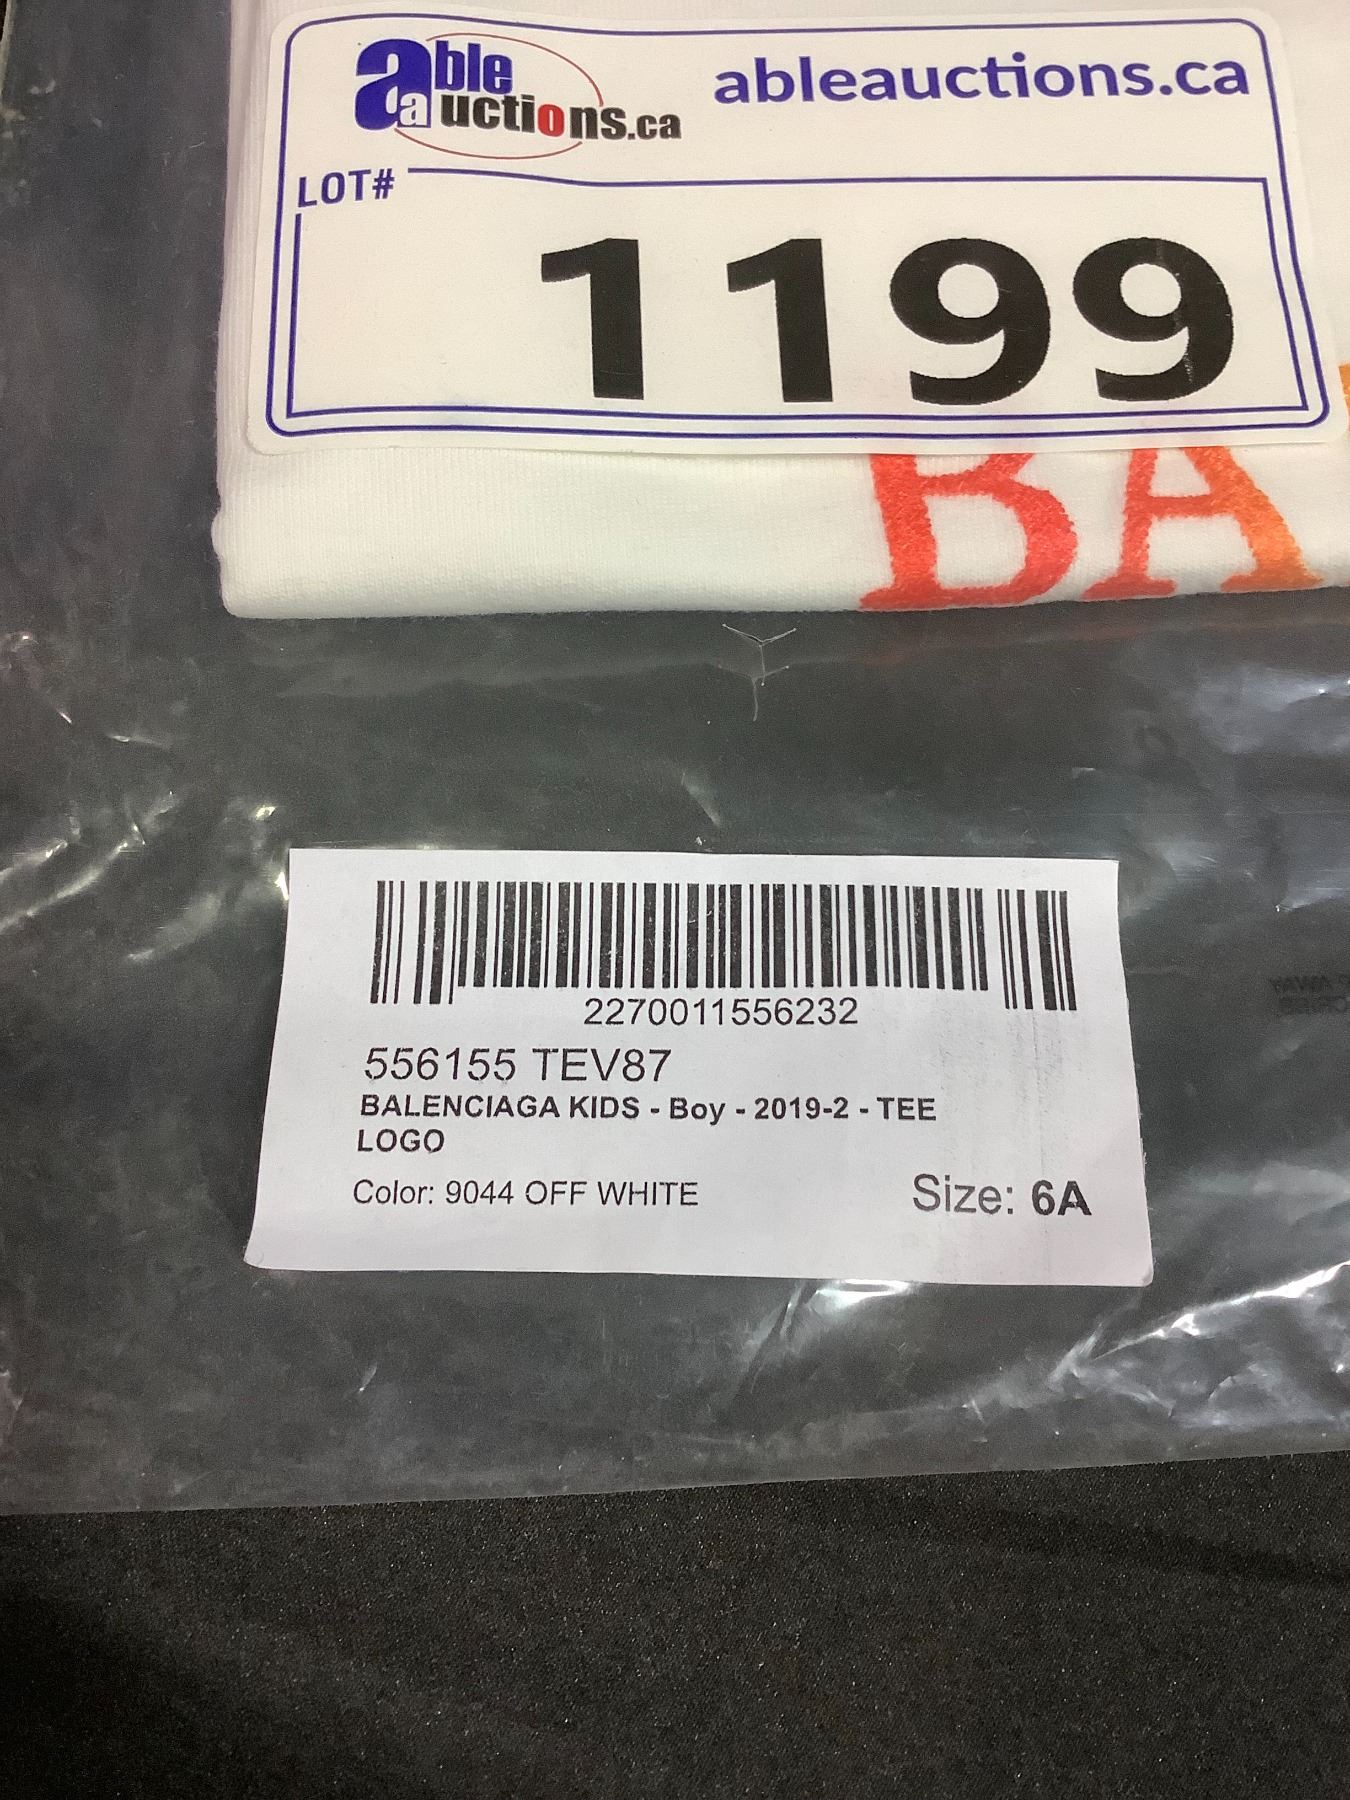 able auctions.ca
ableauctions.ca
LOT#
1199
BA
2270011556232
556155 TEV87
BALENCIAGA KIDS - Boy - 2019-2 - TEE
LOGO
Color: 9044 OFF WHITE
Size: 6A